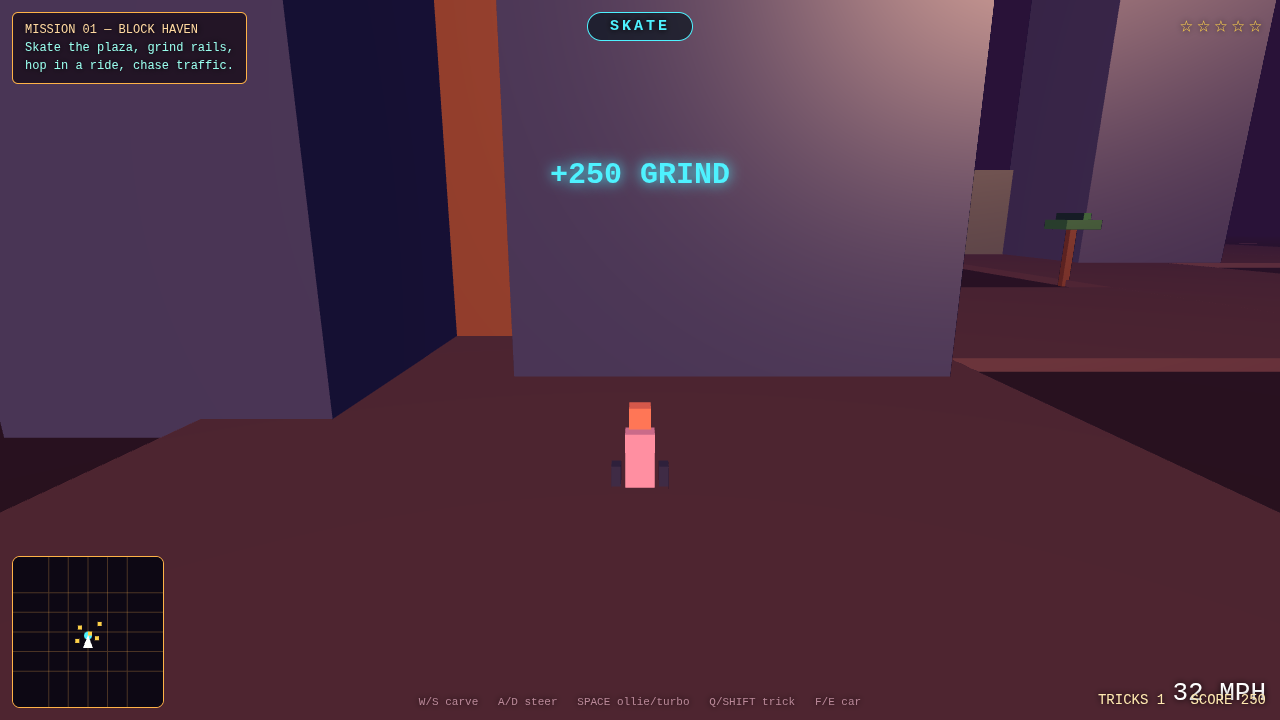 MISSION 01 — BLOCK HAVEN
Skate the plaza, grind rails,
hop in a ride, chase traffic.
SKATE
☆☆☆☆☆
+250 GRIND
W/S carve A/D steer SPACE ollie/turbo Q/SHIFT trick F/E car
32 MPH
TRICKS 1 SCORE 250